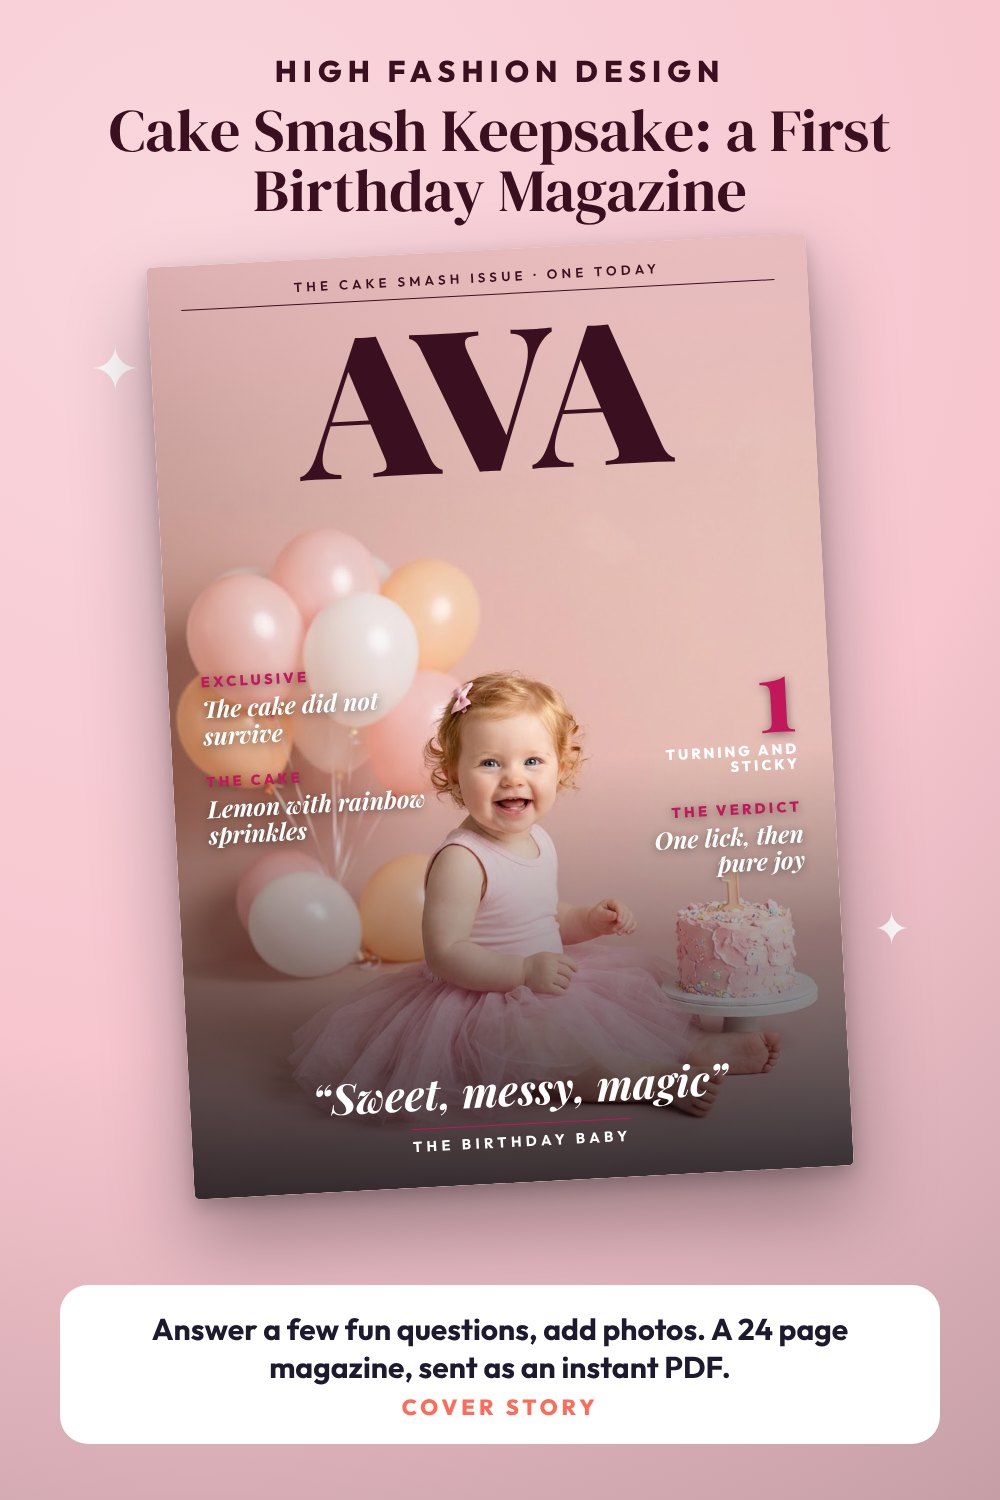 HIGH FASHION DESIGN
Cake Smash Keepsake: a First
Birthday Magazine
THE CAKE SMASH ISSUE · ONE TODAY
AVA
EXCLUSIVE
The cake did not
survive
THE CAKE
Lemon with rainbow
sprinkles
1
TURNING AND
STICKY
THE VERDICT
One lick, then
pure joy
“Sweet, messy, magic”
THE BIRTHDAY BABY
Answer a few fun questions, add photos. A 24 page
magazine, sent as an instant PDF.
COVER STORY